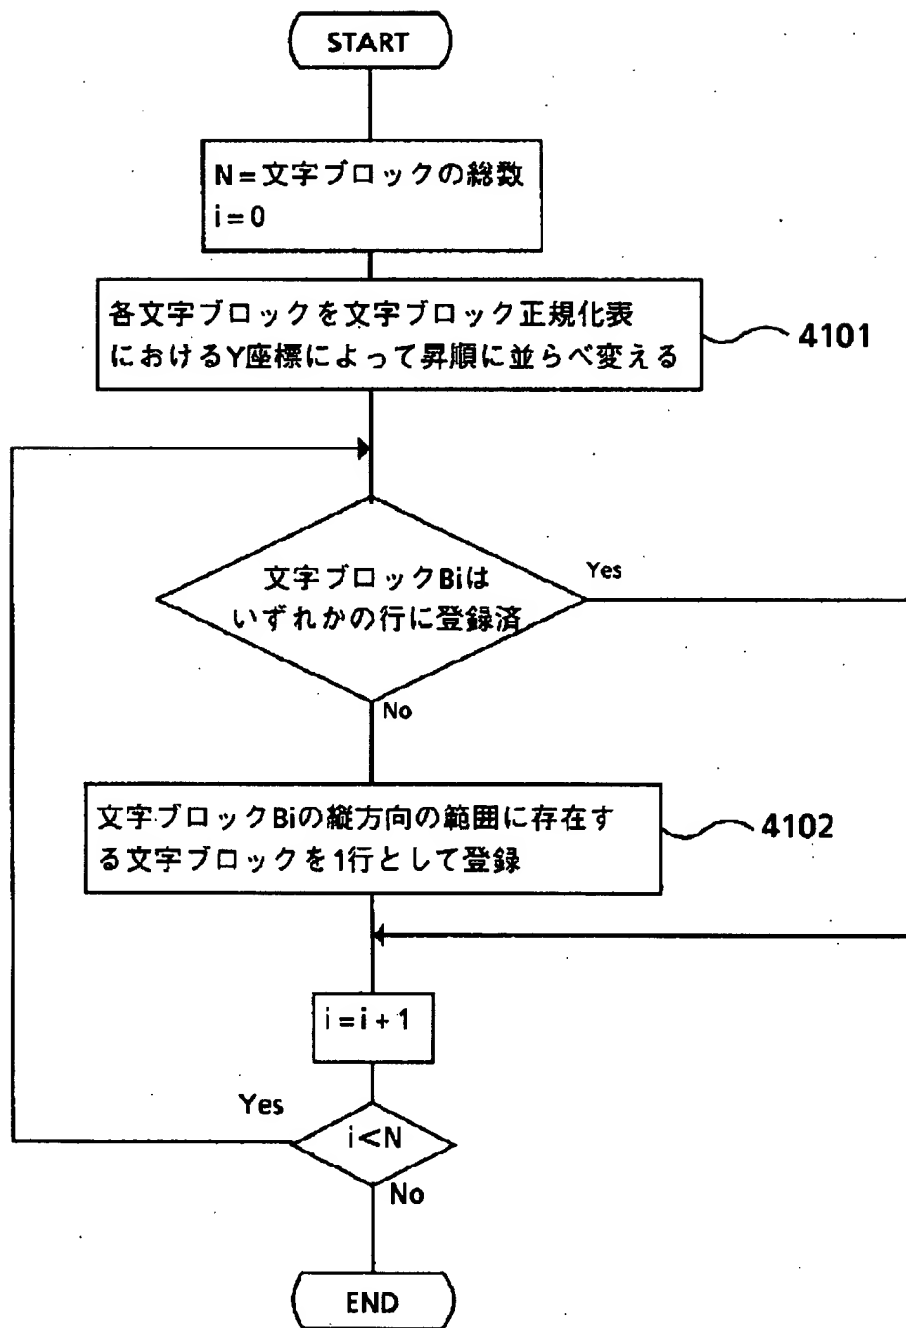 START
N=文字ブロックの総数
i=0
各文字ブロックを文字ブロック正規化表
におけるY座標によって昇順に並らべ変える
4101
文字ブロックBiは
いずれかの行に登録済
Yes
No
文字ブロックBiの縦方向の範囲に存在す
る文字ブロックを1行として登録
4102
i=i+1
Yes
i<N
No
END